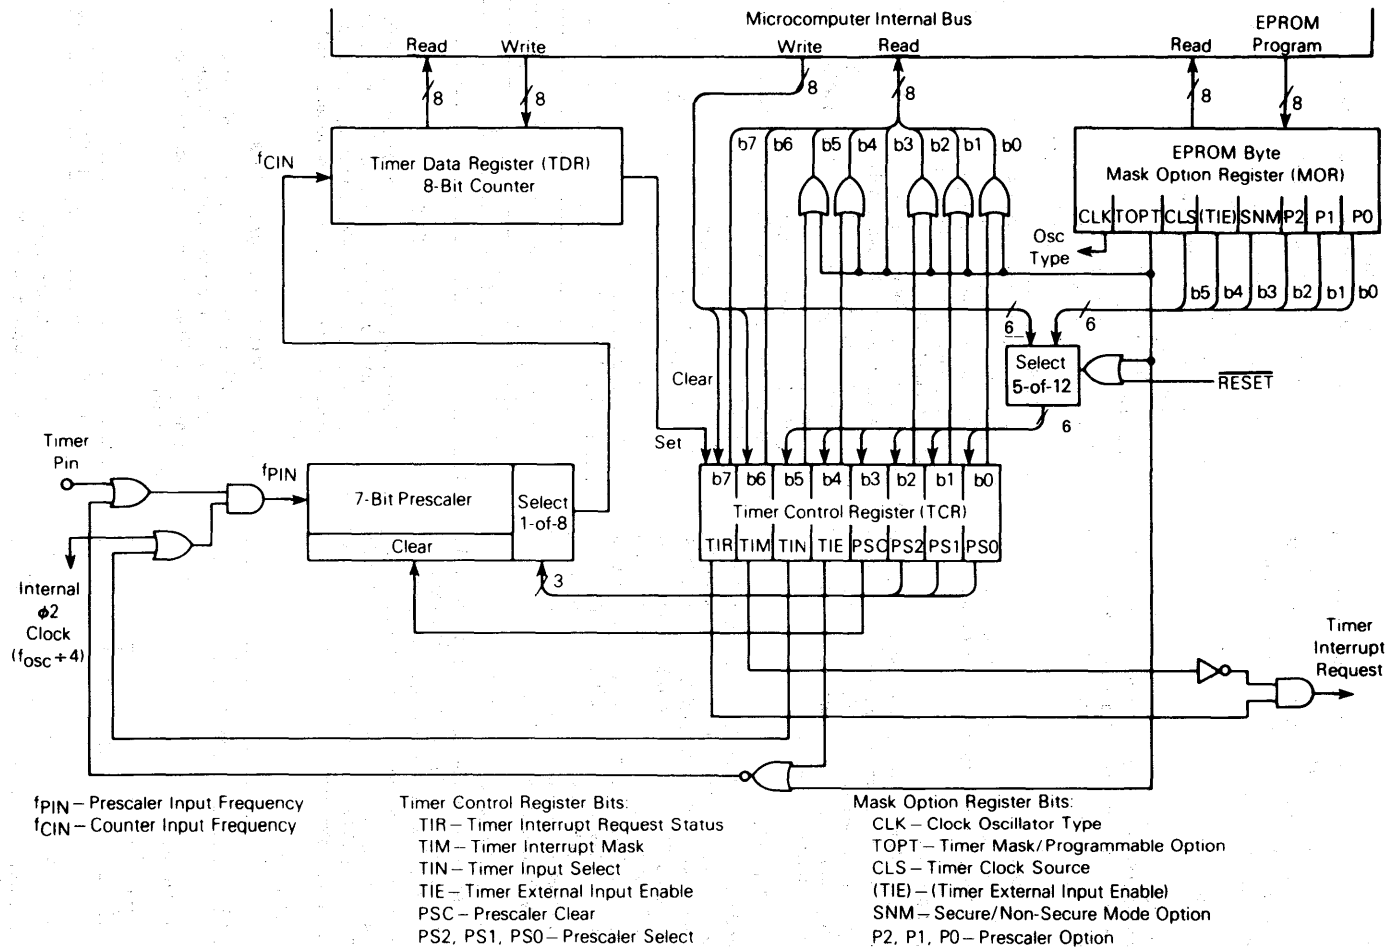 Microcomputer Internal Bus
EPROM
Program
Read
Write
Write
Read
Read
8
8
8
8
8
8
fCIN
Timer Data Register (TDR)
8-Bit Counter
b7
b6
b5
b4
b3
b2
b1
b0
EPROM Byte
Mask Option Register (MOR)
CLK
TOPT
CLS
(TIE)
SNM
P2
P1
P0
Osc
Type
b5
b4
b3
b2
b1
b0
6
6
Select
5-of-12
RESET
6
Clear
Set
Timer
Pin
fPIN
7-Bit Prescaler
Select
1-of-8
Clear
3
Internal
ϕ2
Clock
(fosc÷4)
b7
b6
b5
b4
b3
b2
b1
b0
Timer Control Register (TCR)
TIR
TIM
TIN
TIE
PSC
PS2
PS1
PS0
Timer
Interrupt
Request
fPIN – Prescaler Input Frequency
fCIN – Counter Input Frequency
Timer Control Register Bits:
TIR – Timer Interrupt Request Status
TIM – Timer Interrupt Mask
TIN – Timer Input Select
TIE – Timer External Input Enable
PSC – Prescaler Clear
PS2, PS1, PS0 – Prescaler Select
Mask Option Register Bits:
CLK – Clock Oscillator Type
TOPT – Timer Mask/Programmable Option
CLS – Timer Clock Source
(TIE) – (Timer External Input Enable)
SNM – Secure/Non-Secure Mode Option
P2, P1, P0 – Prescaler Option